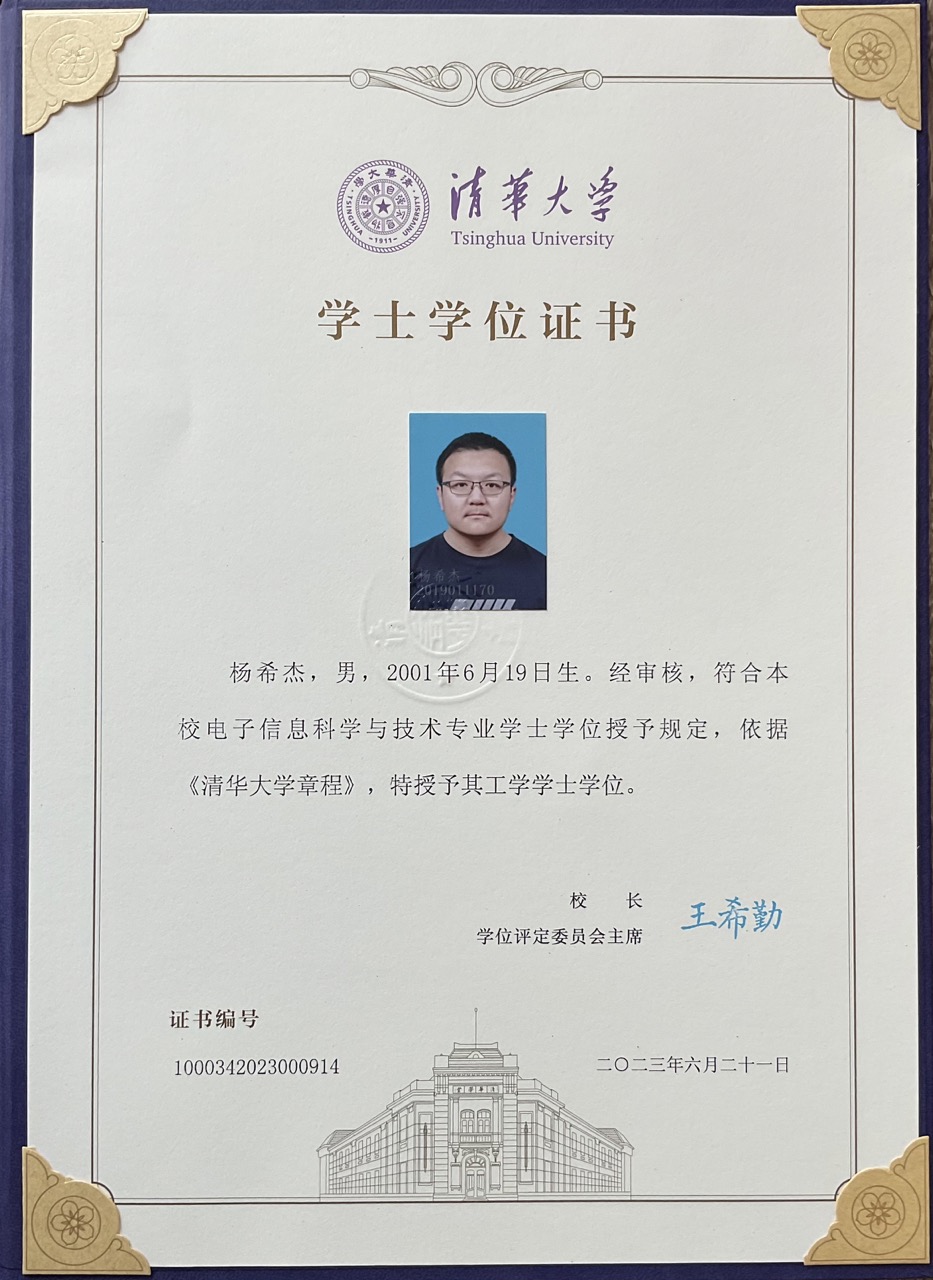 清華大学
Tsinghua University
TSINGHUA UNIVERSITY
-1911-
学士学位证书
杨希杰
2019011170
杨希杰，男，2001年6月19日生。经审核，符合本
校电子信息科学与技术专业学士学位授予规定，依据
《清华大学章程》，特授予其工学学士学位。
校 长
学位评定委员会主席
王希勤
证书编号
1000342023000914
二〇二三年六月二十一日